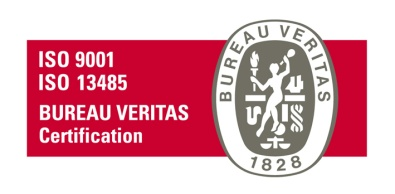 ISO 9001
ISO 13485
BUREAU VERITAS
Certification
BUREAU VERITAS
1828